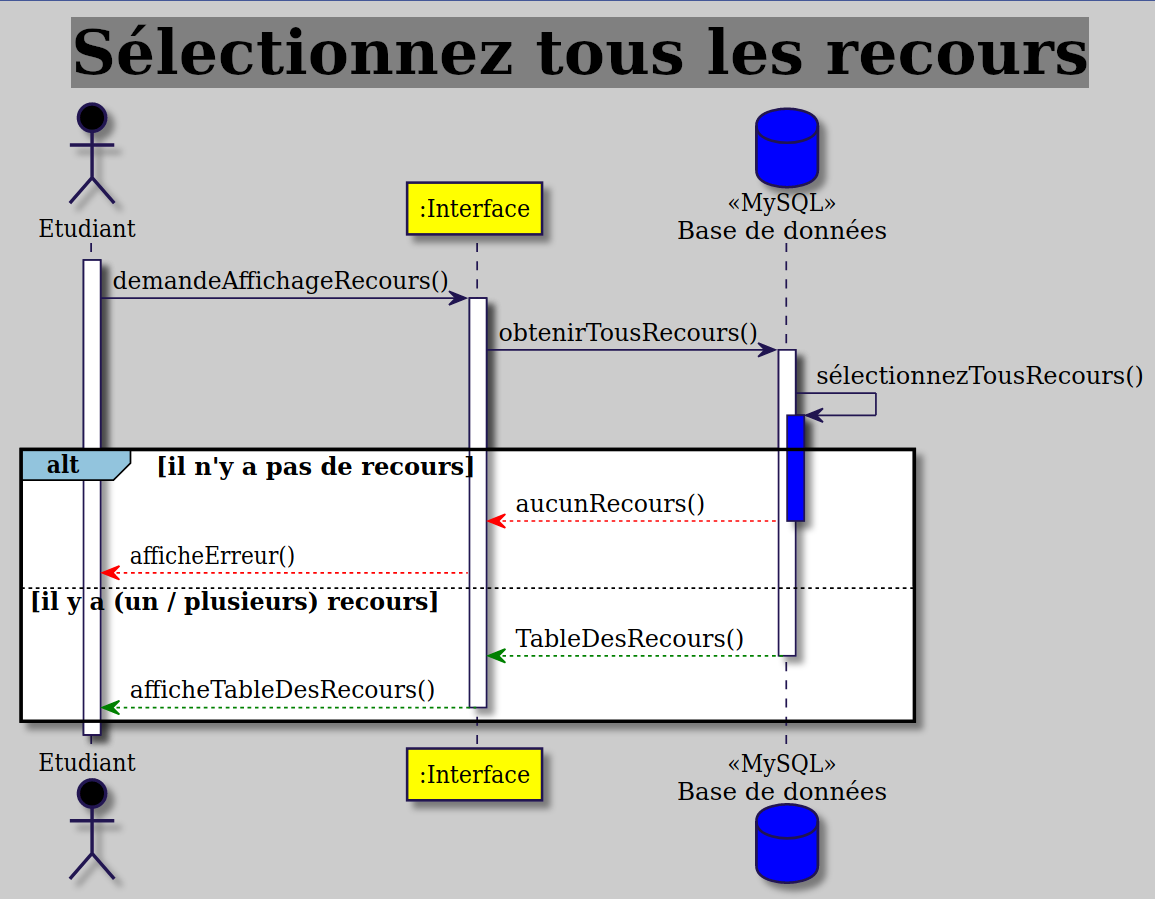 Sélectionnez tous les recours
Etudiant
:Interface
«MySQL»
Base de données
demandeAffichageRecours()
obtenirTousRecours()
sélectionnezTousRecours()
alt
[il n'y a pas de recours]
aucunRecours()
afficheErreur()
[il y a (un / plusieurs) recours]
TableDesRecours()
afficheTableDesRecours()
Etudiant
:Interface
«MySQL»
Base de données